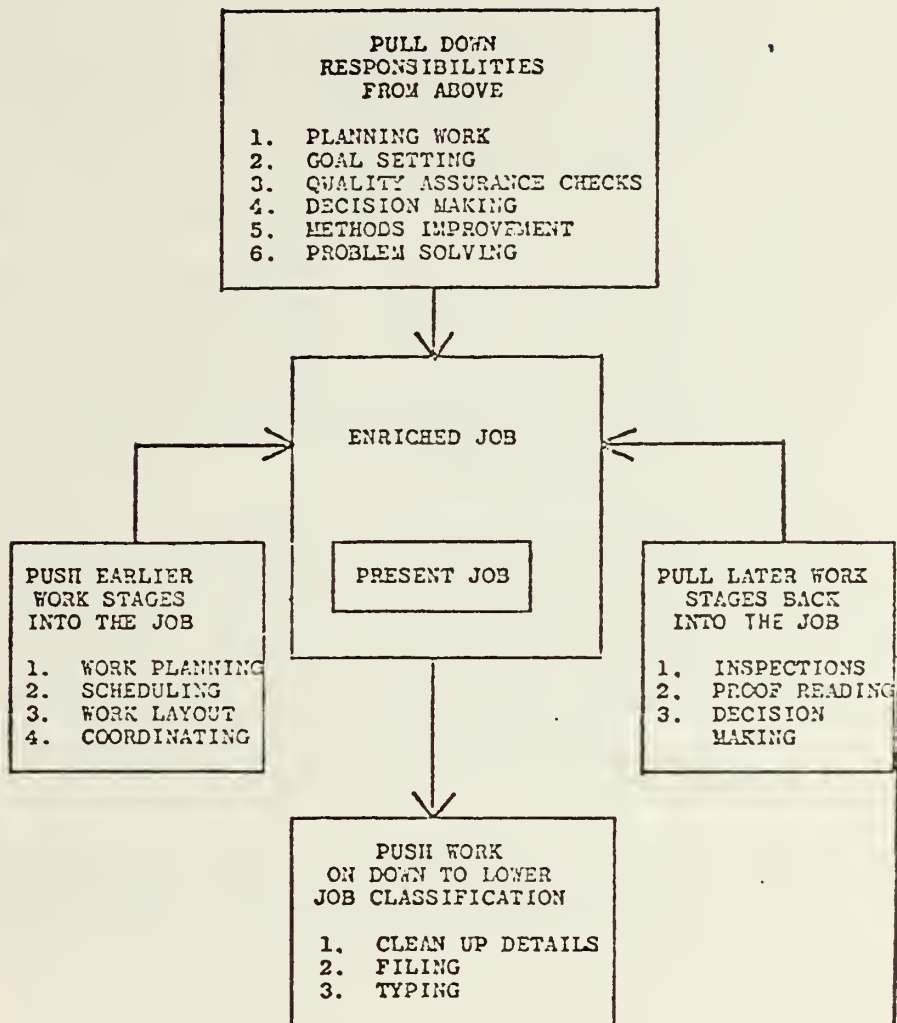 PULL DOWN
RESPONSIBILITIES
FROM ABOVE
1. PLANNING WORK
2. GOAL SETTING
3. QUALITY ASSURANCE CHECKS
4. DECISION MAKING
5. METHODS IMPROVEMENT
6. PROBLEM SOLVING
ENRICHED JOB
PRESENT JOB
PUSH EARLIER
WORK STAGES
INTO THE JOB
1. WORK PLANNING
2. SCHEDULING
3. WORK LAYOUT
4. COORDINATING
PULL LATER WORK
STAGES BACK
INTO THE JOB
1. INSPECTIONS
2. PROOF READING
3. DECISION
MAKING
PUSH WORK
ON DOWN TO LOWER
JOB CLASSIFICATION
1. CLEAN UP DETAILS
2. FILING
3. TYPING